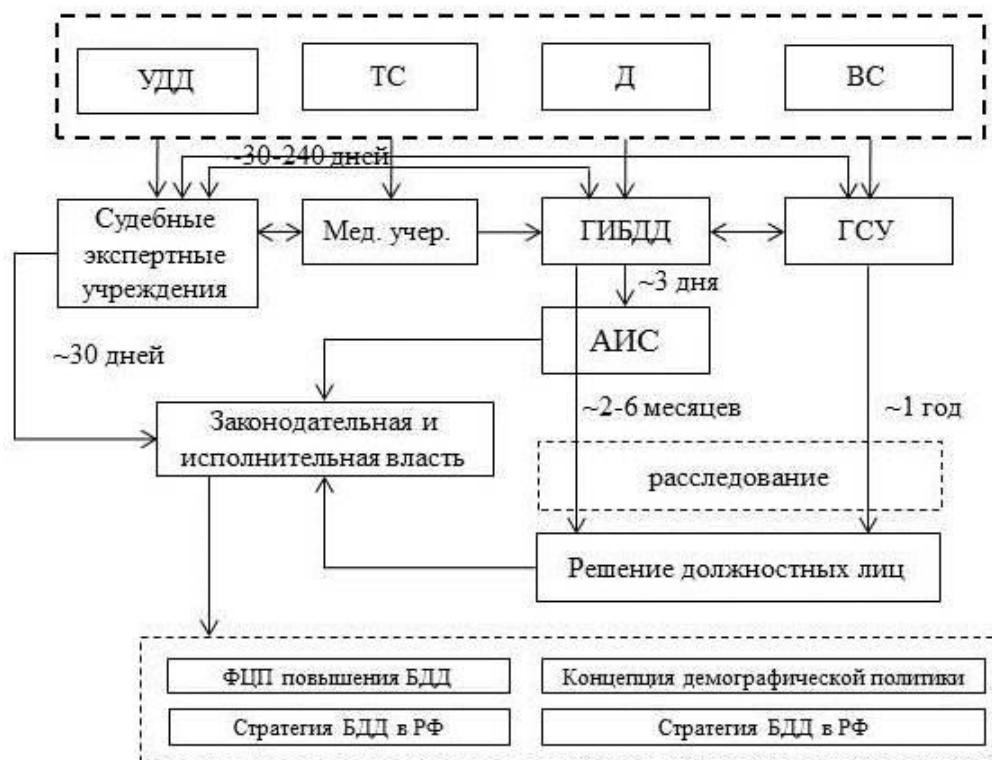 УДД
ТС
Д
ВС
~30-240 дней
Судебные
экспертные
учреждения
Мед. учер.
ГИБДД
ГСУ
~3 дня
~30 дней
АИС
~2-6 месяцев
~1 год
Законодательная и
исполнительная власть
расследование
Решение должностных лиц
ФЦП повышения БДД
Концепция демографической политики
Стратегия БДД в РФ
Стратегия БДД в РФ